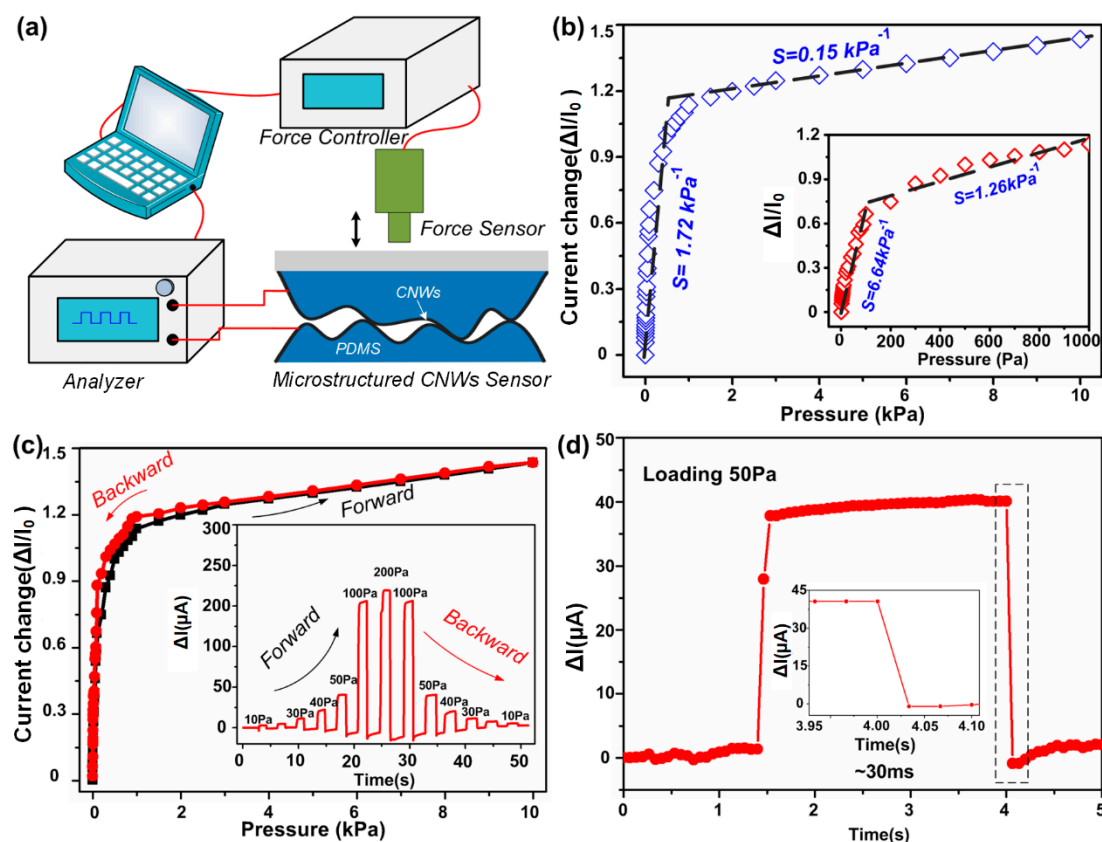 (a)
Force Controller
Force Sensor
CNWs
PDMS
Analyzer
Microstructured CNWs Sensor
(b)
Current change(ΔI/I₀)
1.5
1.2
0.9
0.6
0.3
0
S=0.15 kPa⁻¹
S= 1.72 kPa⁻¹
0 2 4 6 8 10
Pressure (kPa)
ΔI/I₀
1.2
0.9
0.6
0.3
0
S=1.26kPa⁻¹
S=6.64kPa⁻¹
0 200 400 600 800 1000
Pressure (Pa)
(c)
Current change(ΔI/I₀)
1.5
1.2
0.9
0.6
0.3
0
Backward
Forward
0 2 4 6 8 10
Pressure (kPa)
ΔI(μA)
300
250
200
150
100
50
0
200Pa
100Pa
100Pa
Forward
Backward
50Pa
50Pa
40Pa
40Pa
30Pa
10Pa
10Pa
10Pa
0 10 20 30 40 50
Time(s)
(d)
ΔI(μA)
50
40
30
20
10
0
Loading 50Pa
ΔI(μA)
45
30
15
0
3.95 4.00 4.05 4.10
Time(s)
~30ms
0 1 2 3 4 5
Time(s)